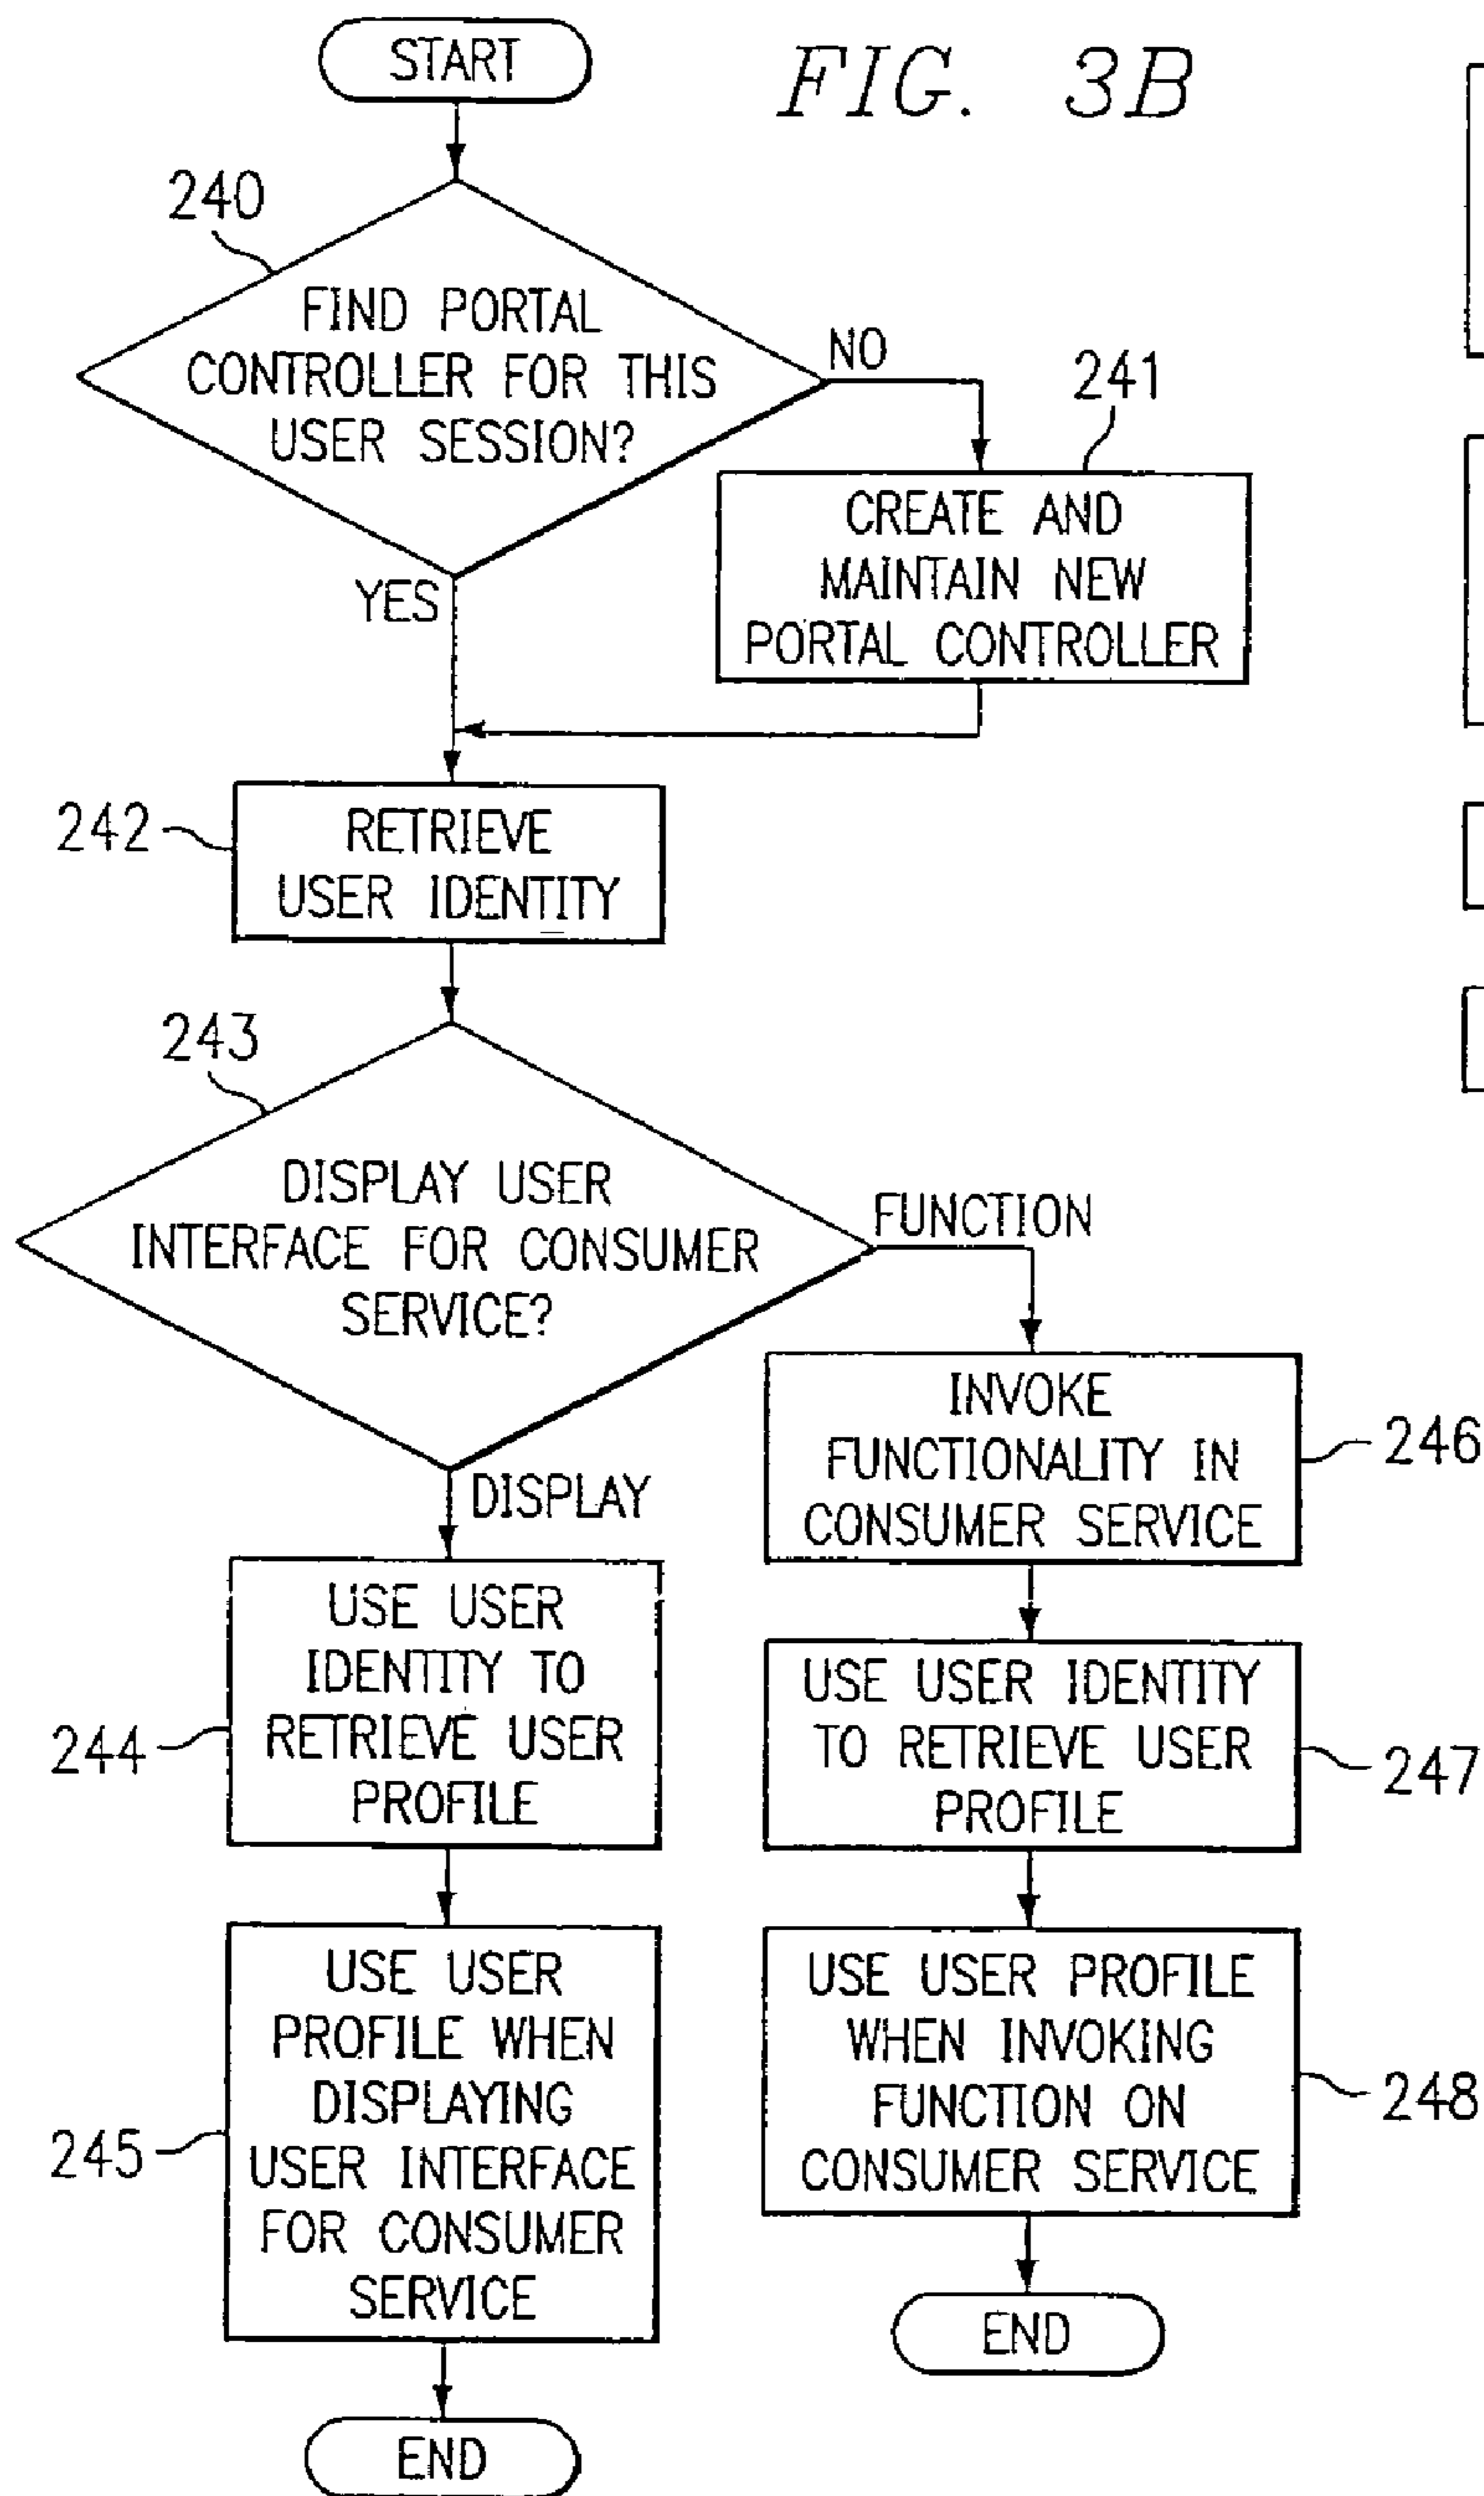 START
FIG. 3B
240
FIND PORTAL
CONTROLLER FOR THIS
USER SESSION?
NO
241
CREATE AND
MAINTAIN NEW
PORTAL CONTROLLER
YES
242
RETRIEVE
USER IDENTITY
243
DISPLAY USER
INTERFACE FOR CONSUMER
SERVICE?
FUNCTION
DISPLAY
INVOKE
FUNCTIONALITY IN
CONSUMER SERVICE
246
USE USER
IDENTITY TO
RETRIEVE USER
PROFILE
244
USE USER IDENTITY
TO RETRIEVE USER
PROFILE
247
USE USER
PROFILE WHEN
DISPLAYING
USER INTERFACE
FOR CONSUMER
SERVICE
245
USE USER PROFILE
WHEN INVOKING
FUNCTION ON
CONSUMER SERVICE
248
END
END